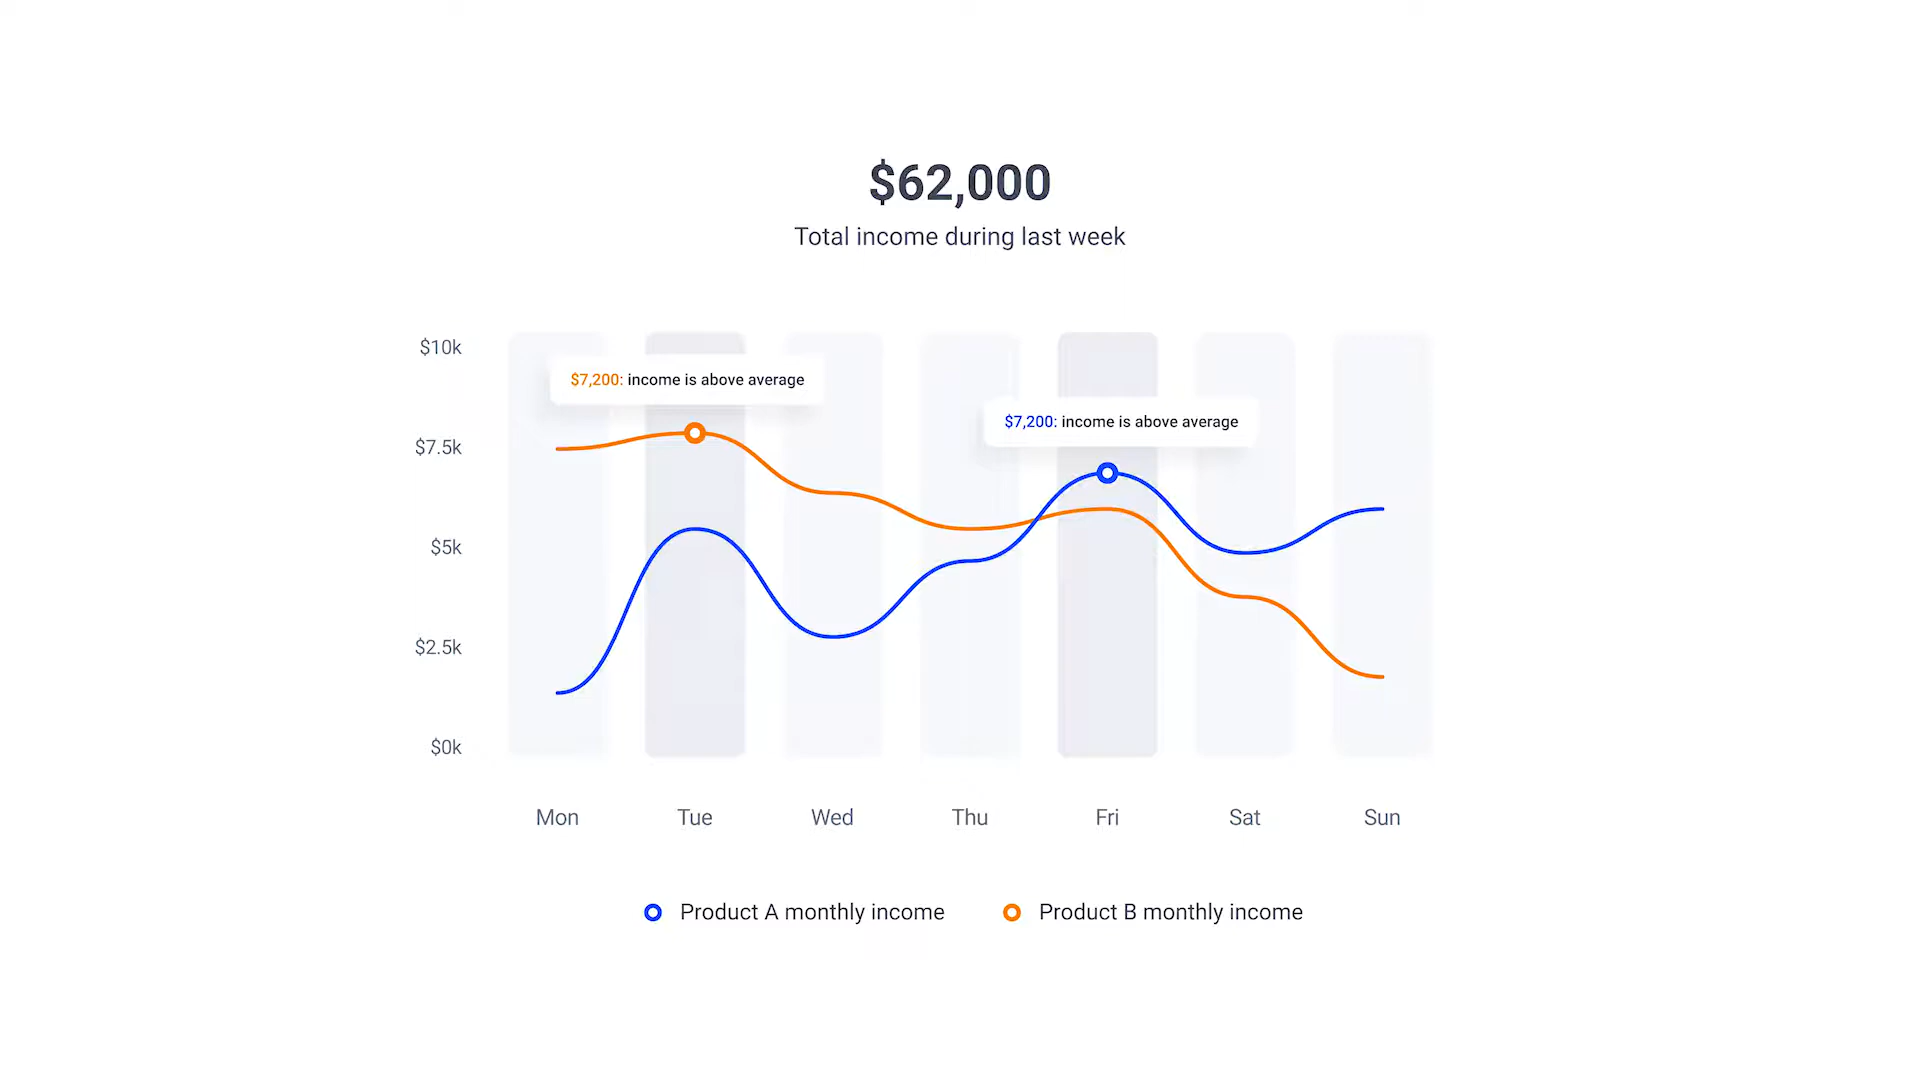 $62,000
Total income during last week
$10k
$7,200: income is above average
$7,200: income is above average
$7.5k
$5k
$2.5k
$0k
Mon Tue Wed Thu Fri Sat Sun
Product A monthly income Product B monthly income